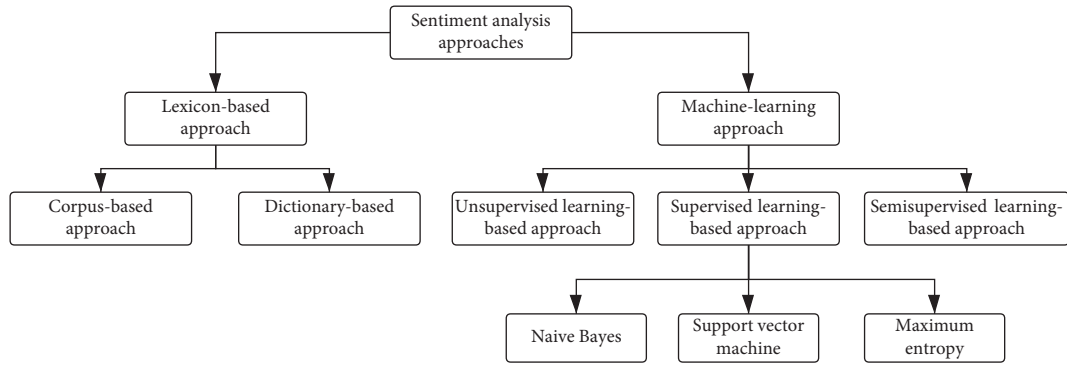 Sentiment analysis
approaches
Lexicon-based
approach
Machine-learning
approach
Corpus-based
approach
Dictionary-based
approach
Unsupervised learning-
based approach
Supervised learning-
based approach
Semisupervised learning-
based approach
Naive Bayes
Support vector
machine
Maximum
entropy